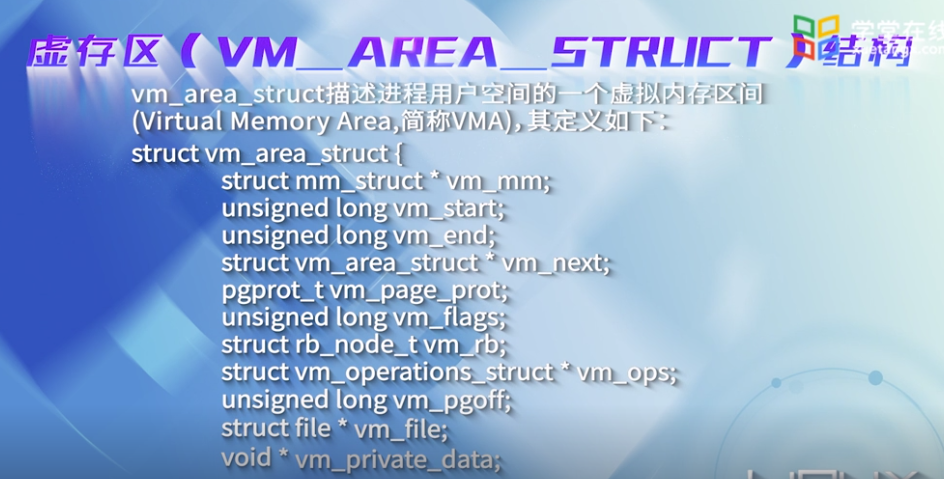 虚存区(VM_AREA_STRUCT)结构
学堂在线
vm_area_struct描述进程用户空间的一个虚拟内存区间
(Virtual Memory Area,简称VMA),其定义如下:
struct vm_area_struct {
struct mm_struct * vm_mm;
unsigned long vm_start;
unsigned long vm_end;
struct vm_area_struct * vm_next;
pgprot_t vm_page_prot;
unsigned long vm_flags;
struct rb_node_t vm_rb;
struct vm_operations_struct * vm_ops;
unsigned long vm_pgoff;
struct file * vm_file;
void * vm_private_data;